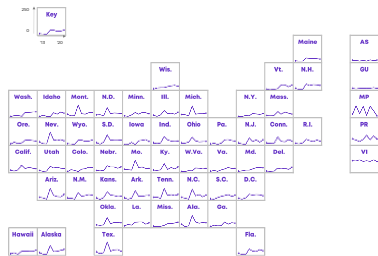 250
Key
0
'10 '20
Maine AS
Wis. Vt. N.H. GU
Wash. Idaho Mont. N.D. Minn. Ill. Mich. N.Y. Mass. MP
Ore. Nev. Wyo. S.D. Iowa Ind. Ohio Pa. N.J. Conn. R.I. PR
Calif. Utah Colo. Nebr. Mo. Ky. W.Va. Va. Md. Del. VI
Ariz. N.M. Kans. Ark. Tenn. N.C. S.C. D.C.
Okla. La. Miss. Ala. Ga.
Hawaii Alaska Tex. Fla.